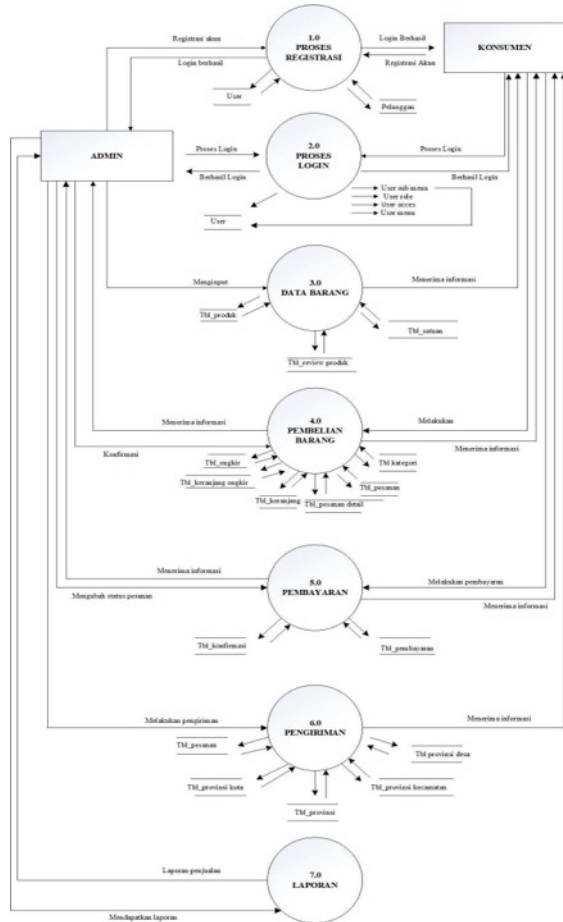 Registrasi akun
1.0
PROSES
REGISTRASI
Login Berhasil
KONSUMEN
Login berhasil
Registrasi Akun
User
Pelanggan
ADMIN
Proses Login
2.0
PROSES
LOGIN
Proses Login
Berhasil Login
Berhasil Login
User sub menu
User role
User acces
User menu
User
Menginput
3.0
DATA BARANG
Menerima informasi
Tbl_produk
Tbl_satuan
Tbl_review produk
Menerima informasi
4.0
PEMBELIAN
BARANG
Melakukan
Konfirmasi
Menerima informasi
Tbl_ongkir
Tbl kategori
Tbl_keranjang ongkir
Tbl_pesanan
Tbl_keranjang
Tbl_pesanan detail
Menerima informasi
5.0
PEMBAYARAN
Melakukan pembayaran
Mengubah status pesanan
Menerima informasi
Tbl_konfirmasi
Tbl_pembayaran
Melakukan pengiriman
6.0
PENGIRIMAN
Menerima informasi
Tbl_pesanan
Tbl provinsi desa
Tbl_provinsi kota
Tbl_provinsi kecamatan
Tbl_provinsi
Laporan penjualan
7.0
LAPORAN
Mendapatkan laporan